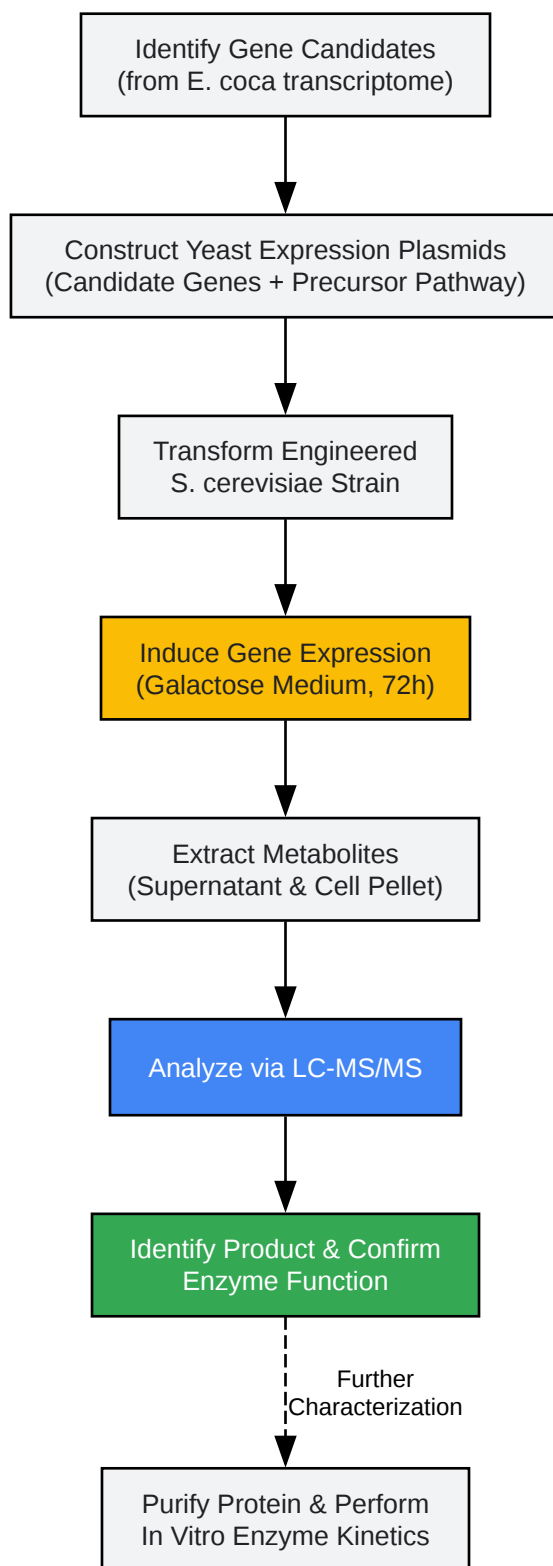 Identify Gene Candidates
(from E. coca transcriptome)
Construct Yeast Expression Plasmids
(Candidate Genes + Precursor Pathway)
Transform Engineered
S. cerevisiae Strain
Induce Gene Expression
(Galactose Medium, 72h)
Extract Metabolites
(Supernatant & Cell Pellet)
Analyze via LC-MS/MS
Identify Product & Confirm
Enzyme Function
Further
Characterization
Purify Protein & Perform
In Vitro Enzyme Kinetics